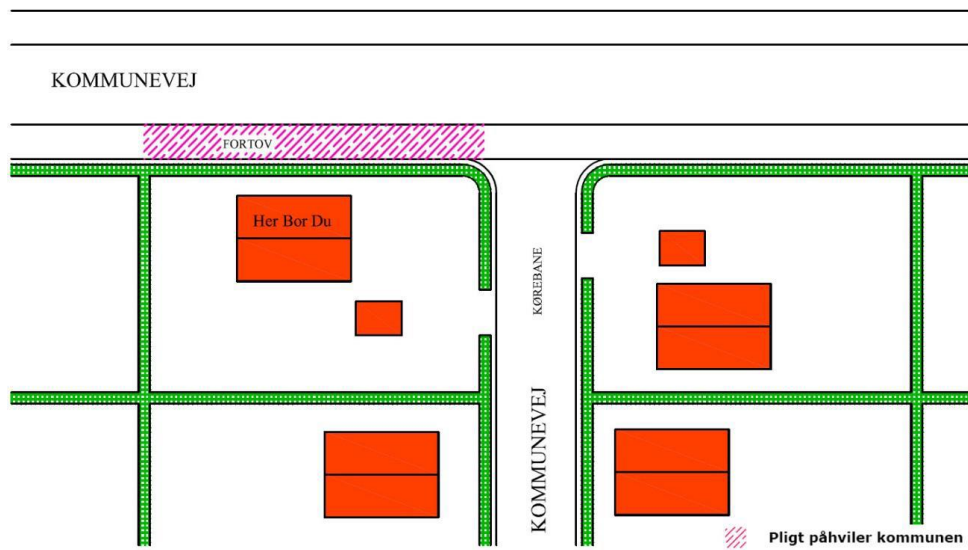 KOMMUNEVEJ
FORTOV
Her Bor Du
KØREBANE
KOMMUNEVEJ
Pligt påhviler kommunen